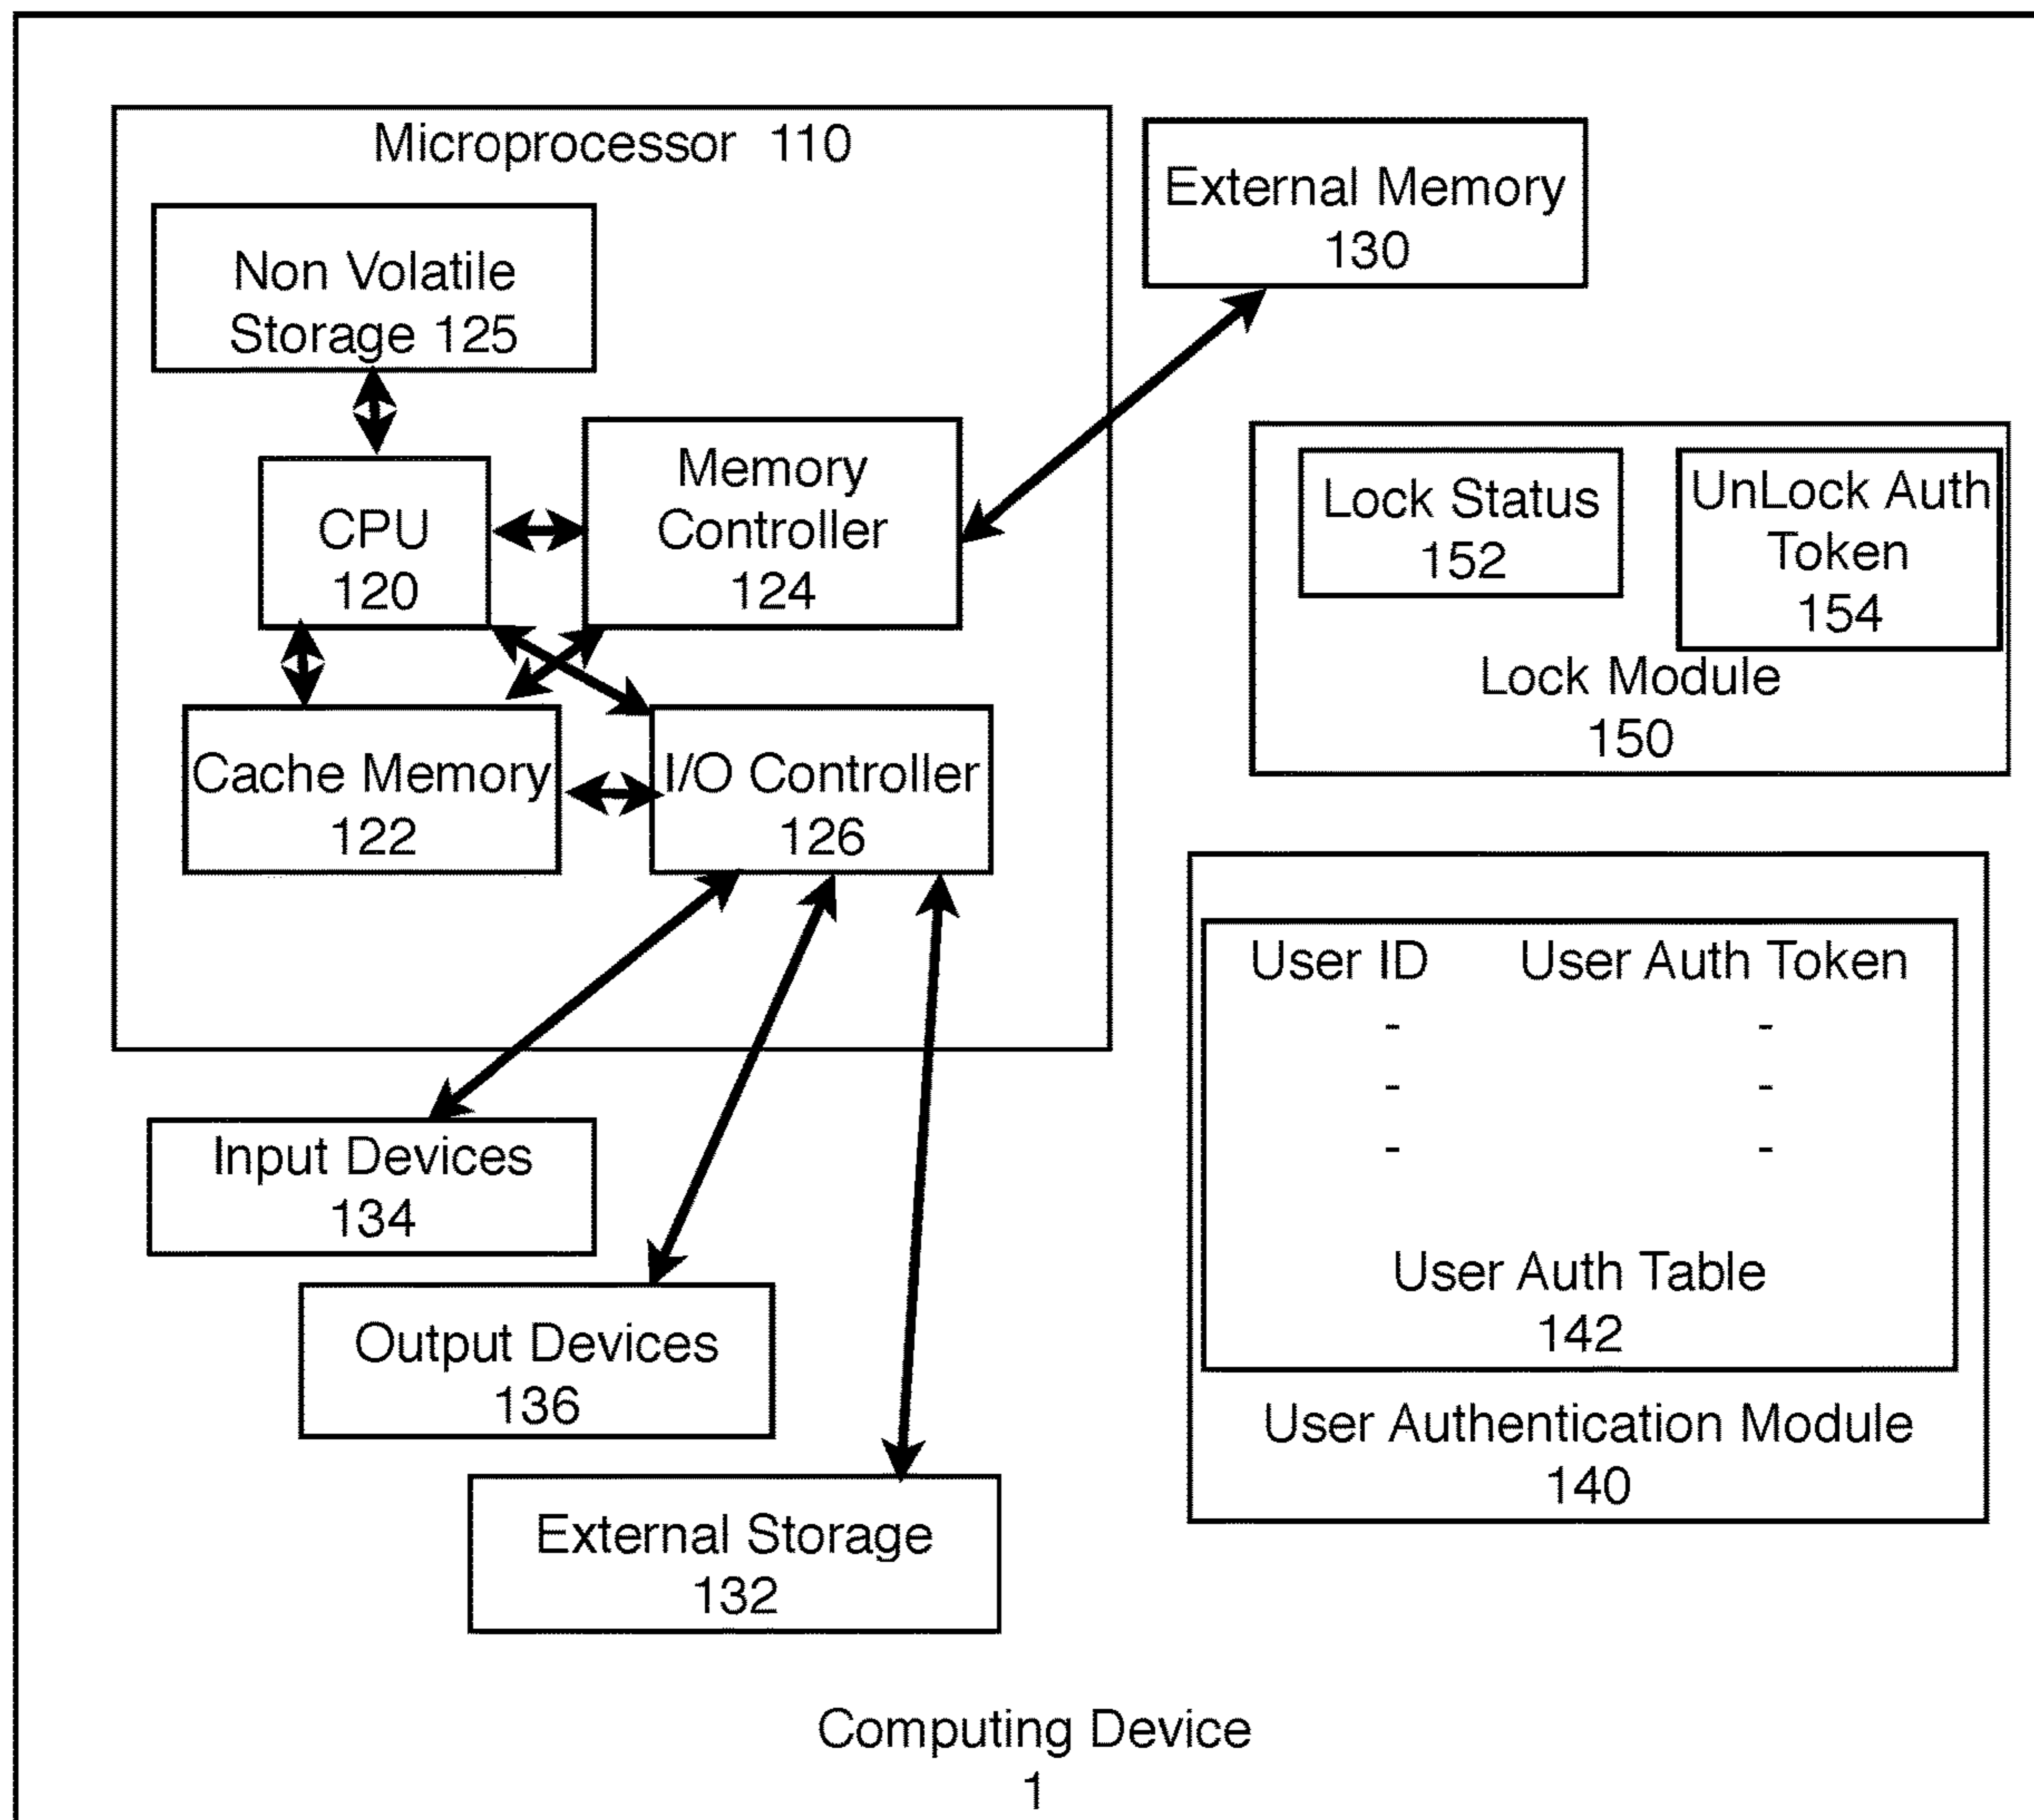 Microprocessor 110
Non Volatile
Storage 125
CPU
120
Memory
Controller
124
Cache Memory
122
I/O Controller
126
External Memory
130
Lock Status
152
UnLock Auth
Token
154
Lock Module
150
User ID User Auth Token
- -
- -
- -
User Auth Table
142
User Authentication Module
140
Input Devices
134
Output Devices
136
External Storage
132
Computing Device
1